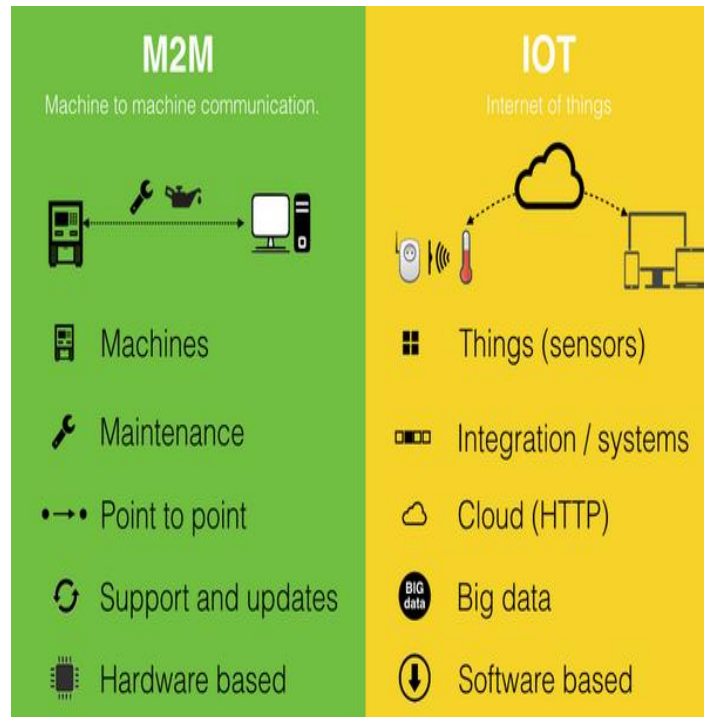 M2M
Machine to machine communication.
Machines
Maintenance
Point to point
Support and updates
Hardware based
IOT
Internet of things
Things (sensors)
Integration / systems
Cloud (HTTP)
BIG
data
Big data
Software based